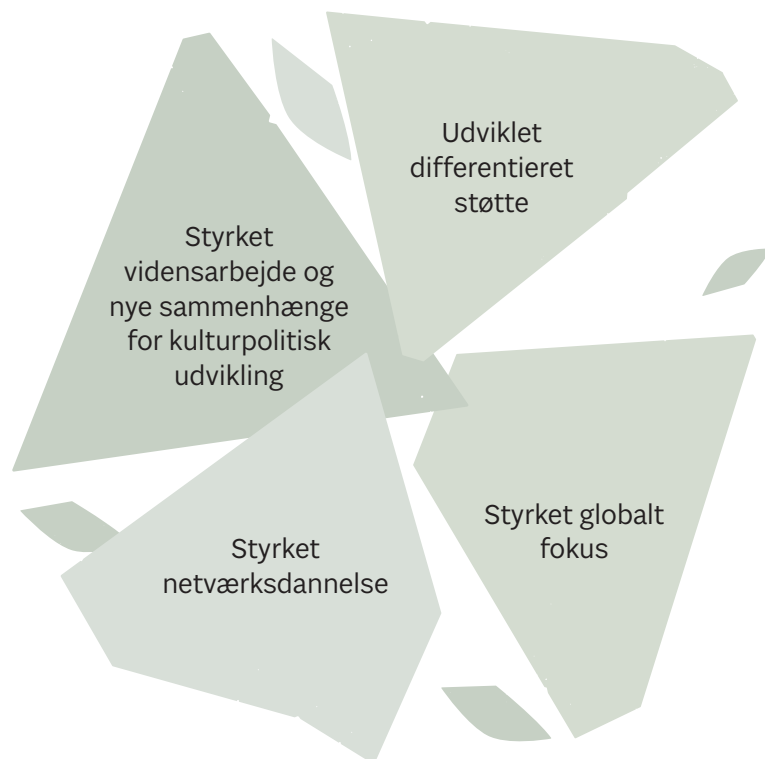 Udviklet
differentieret
støtte
Styrket
vidensarbejde og
nye sammenhænge
for kulturpolitisk
udvikling
Styrket globalt
fokus
Styrket
netværksdannelse